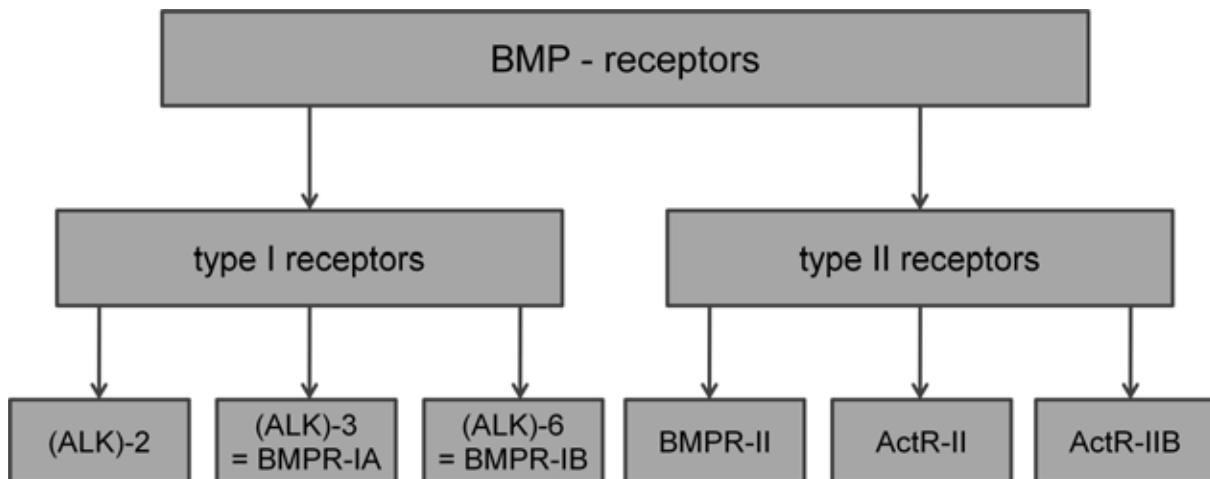 BMP - receptors
type I receptors
type II receptors
(ALK)-2
(ALK)-3
= BMPR-IA
(ALK)-6
= BMPR-IB
BMPR-II
ActR-II
ActR-IIB